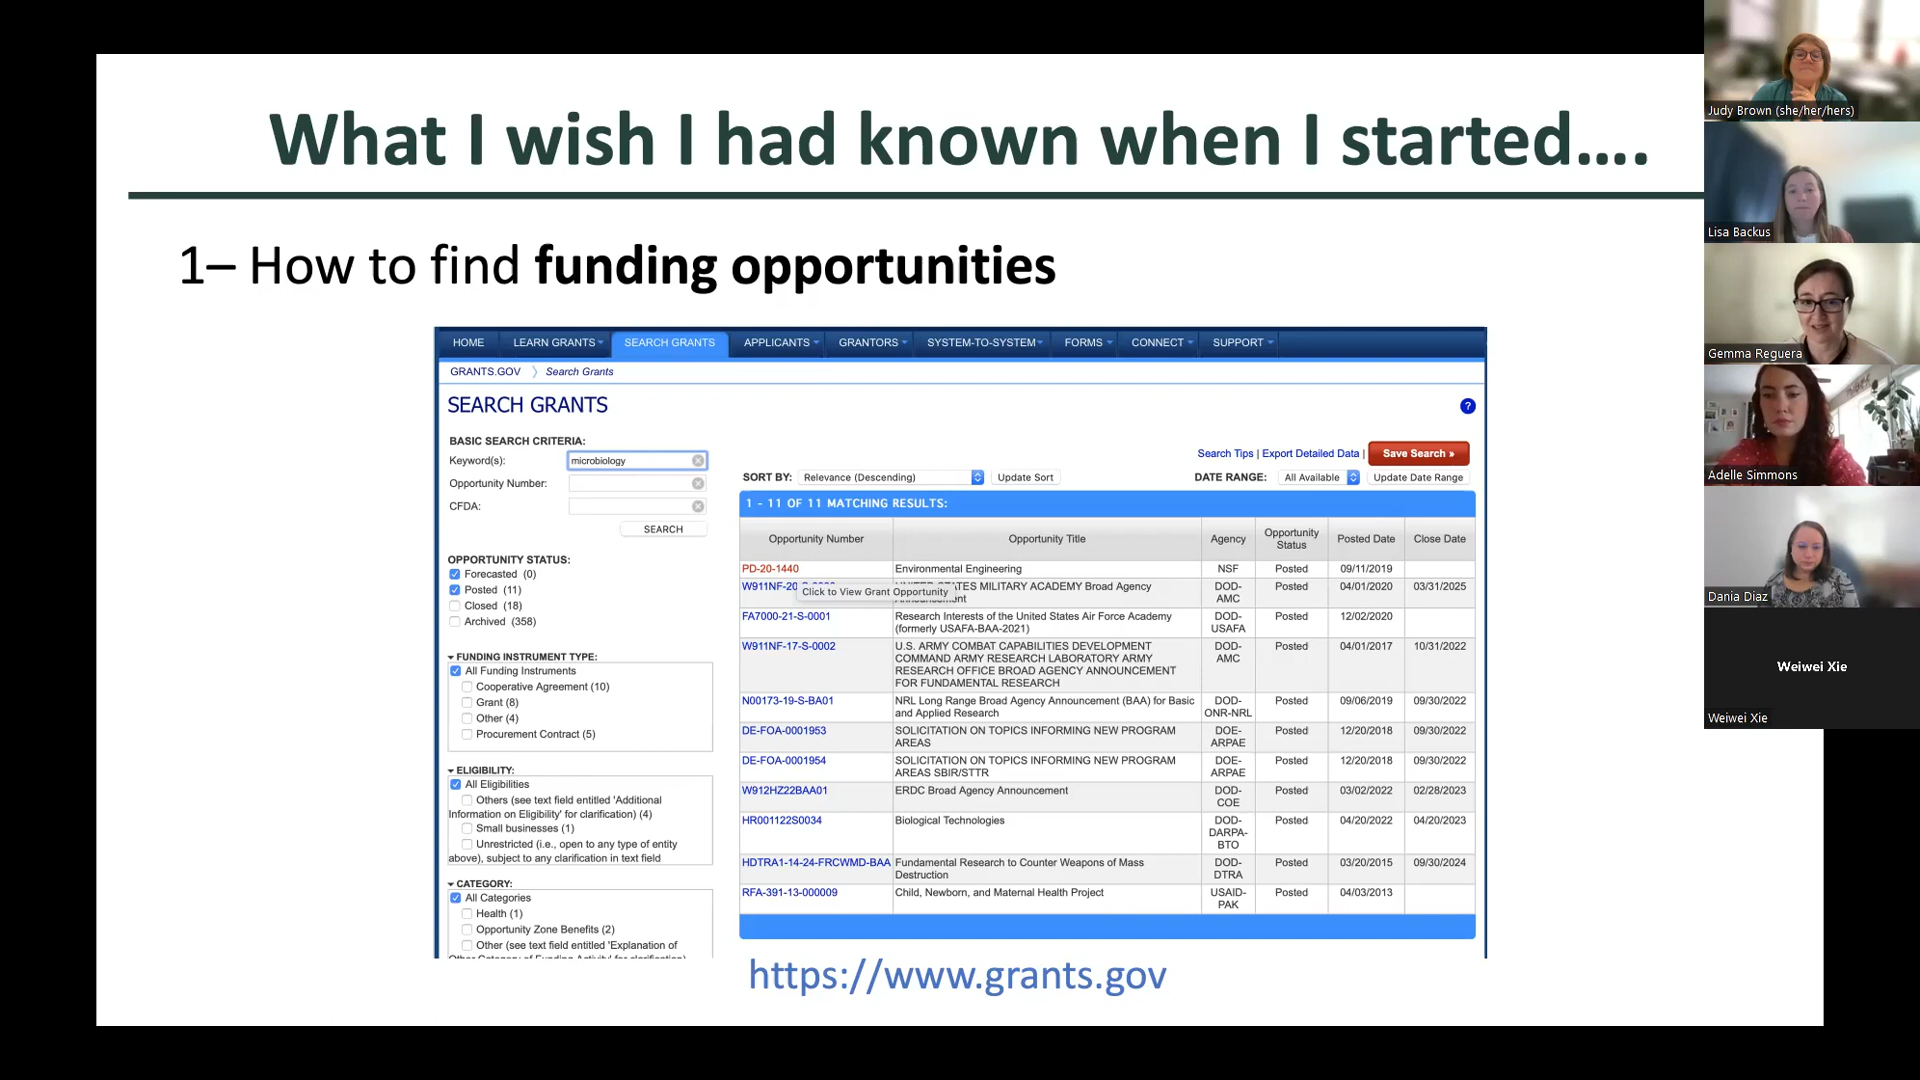 What I wish I had known when I started....
1– How to find funding opportunities
HOME LEARN GRANTS SEARCH GRANTS APPLICANTS GRANTORS SYSTEM-TO-SYSTEM FORMS CONNECT SUPPORT
GRANTS.GOV Search Grants
SEARCH GRANTS
?
BASIC SEARCH CRITERIA:
Keyword(s): microbiology
Opportunity Number:
CFDA:
SEARCH
OPPORTUNITY STATUS:
Forecasted (0)
Posted (11)
Closed (18)
Archived (358)
FUNDING INSTRUMENT TYPE:
All Funding Instruments
Cooperative Agreement (10)
Grant (8)
Other (4)
Procurement Contract (5)
ELIGIBILITY:
All Eligibilities
Others (see text field entitled 'Additional
Information on Eligibility' for clarification) (4)
Small businesses (1)
Unrestricted (i.e., open to any type of entity
above), subject to any clarification in text field
CATEGORY:
All Categories
Health (1)
Opportunity Zone Benefits (2)
Other (see text field entitled 'Explanation of
Search Tips | Export Detailed Data | Save Search »
SORT BY: Relevance (Descending) Update Sort DATE RANGE: All Available Update Date Range
1 - 11 OF 11 MATCHING RESULTS:
Opportunity Number Opportunity Title Agency Opportunity Status Posted Date Close Date
PD-20-1440 Environmental Engineering NSF Posted 09/11/2019
W911NF-20 STATES MILITARY ACADEMY Broad Agency DOD-AMC Posted 04/01/2020 03/31/2025
Click to View Grant Opportunity
FA7000-21-S-0001 Research Interests of the United States Air Force Academy (formerly USAFA-BAA-2021) DOD-USAFA Posted 12/02/2020
W911NF-17-S-0002 U.S. ARMY COMBAT CAPABILITIES DEVELOPMENT COMMAND ARMY RESEARCH LABORATORY ARMY RESEARCH OFFICE BROAD AGENCY ANNOUNCEMENT FOR FUNDAMENTAL RESEARCH DOD-AMC Posted 04/01/2017 10/31/2022
N00173-19-S-BA01 NRL Long Range Broad Agency Announcement (BAA) for Basic and Applied Research DOD-ONR-NRL Posted 09/06/2019 09/30/2022
DE-FOA-0001953 SOLICITATION ON TOPICS INFORMING NEW PROGRAM AREAS DOE-ARPAE Posted 12/20/2018 09/30/2022
DE-FOA-0001954 SOLICITATION ON TOPICS INFORMING NEW PROGRAM AREAS SBIR/STTR DOE-ARPAE Posted 12/20/2018 09/30/2022
W912HZ22BAA01 ERDC Broad Agency Announcement DOD-COE Posted 03/02/2022 02/28/2023
HR001122S0034 Biological Technologies DOD-DARPA-BTO Posted 04/20/2022 04/20/2023
HDTRA1-14-24-FRCWMD-BAA Fundamental Research to Counter Weapons of Mass Destruction DOD-DTRA Posted 03/20/2015 09/30/2024
RFA-391-13-000009 Child, Newborn, and Maternal Health Project USAID-PAK Posted 04/03/2013
https://www.grants.gov
Judy Brown (she/her/hers)
Lisa Backus
Gemma Reguera
Adelle Simmons
Dania Diaz
Weiwei Xie
Weiwei Xie